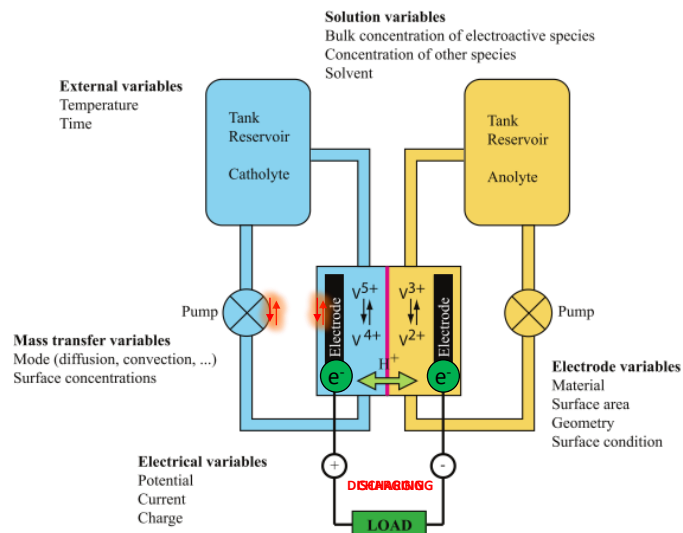 Solution variables
Bulk concentration of electroactive species
Concentration of other species
Solvent
External variables
Temperature
Time
Tank
Reservoir
Catholyte
Tank
Reservoir
Anolyte
Pump
Electrode
V5+
V4+
V3+
V2+
Electrode
Pump
H+
e-
e-
Mass transfer variables
Mode (diffusion, convection, ...)
Surface concentrations
Electrode variables
Material
Surface area
Geometry
Surface condition
Electrical variables
Potential
Current
Charge
+
-
LOAD